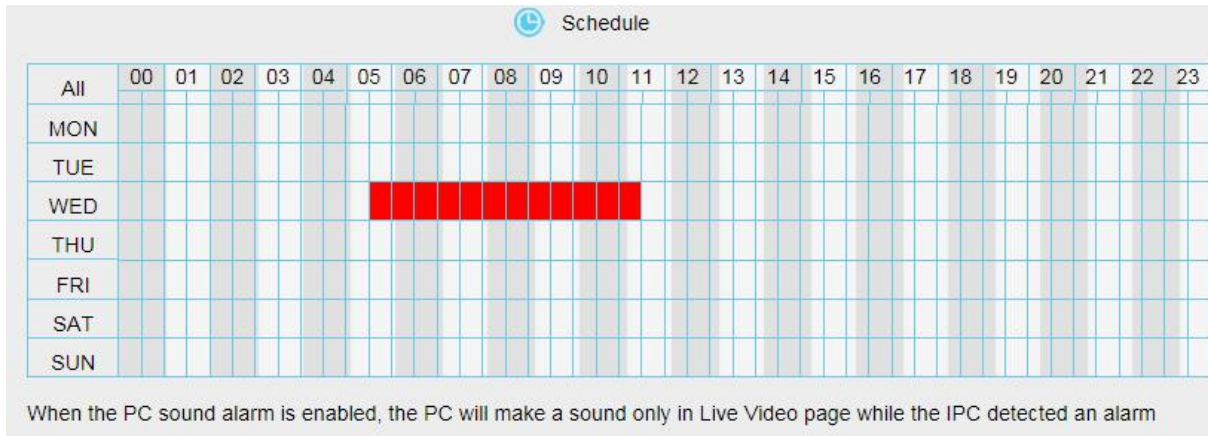 Schedule
All 00 01 02 03 04 05 06 07 08 09 10 11 12 13 14 15 16 17 18 19 20 21 22 23
MON
TUE
WED
THU
FRI
SAT
SUN
When the PC sound alarm is enabled, the PC will make a sound only in Live Video page while the IPC detected an alarm